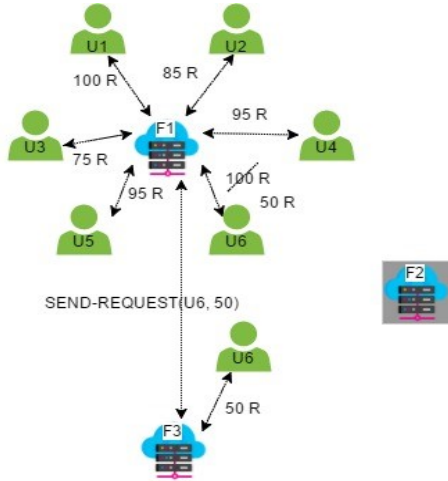 U1
U2
100 R
85 R
F1
95 R
U3
75 R
U4
100 R
95 R
50 R
U5
U6
F2
SEND-REQUEST(U6, 50)
U6
50 R
F3